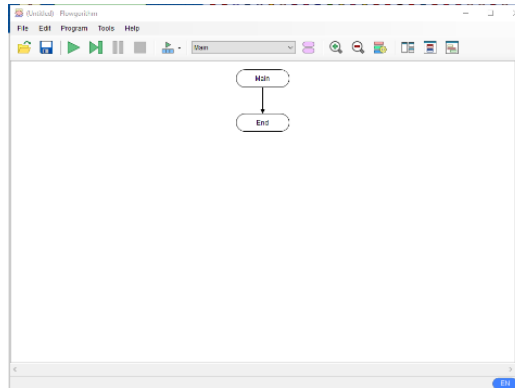 (Untitled) - Flowgorithm
File Edit Program Tools Help
Main
Main
End
EN